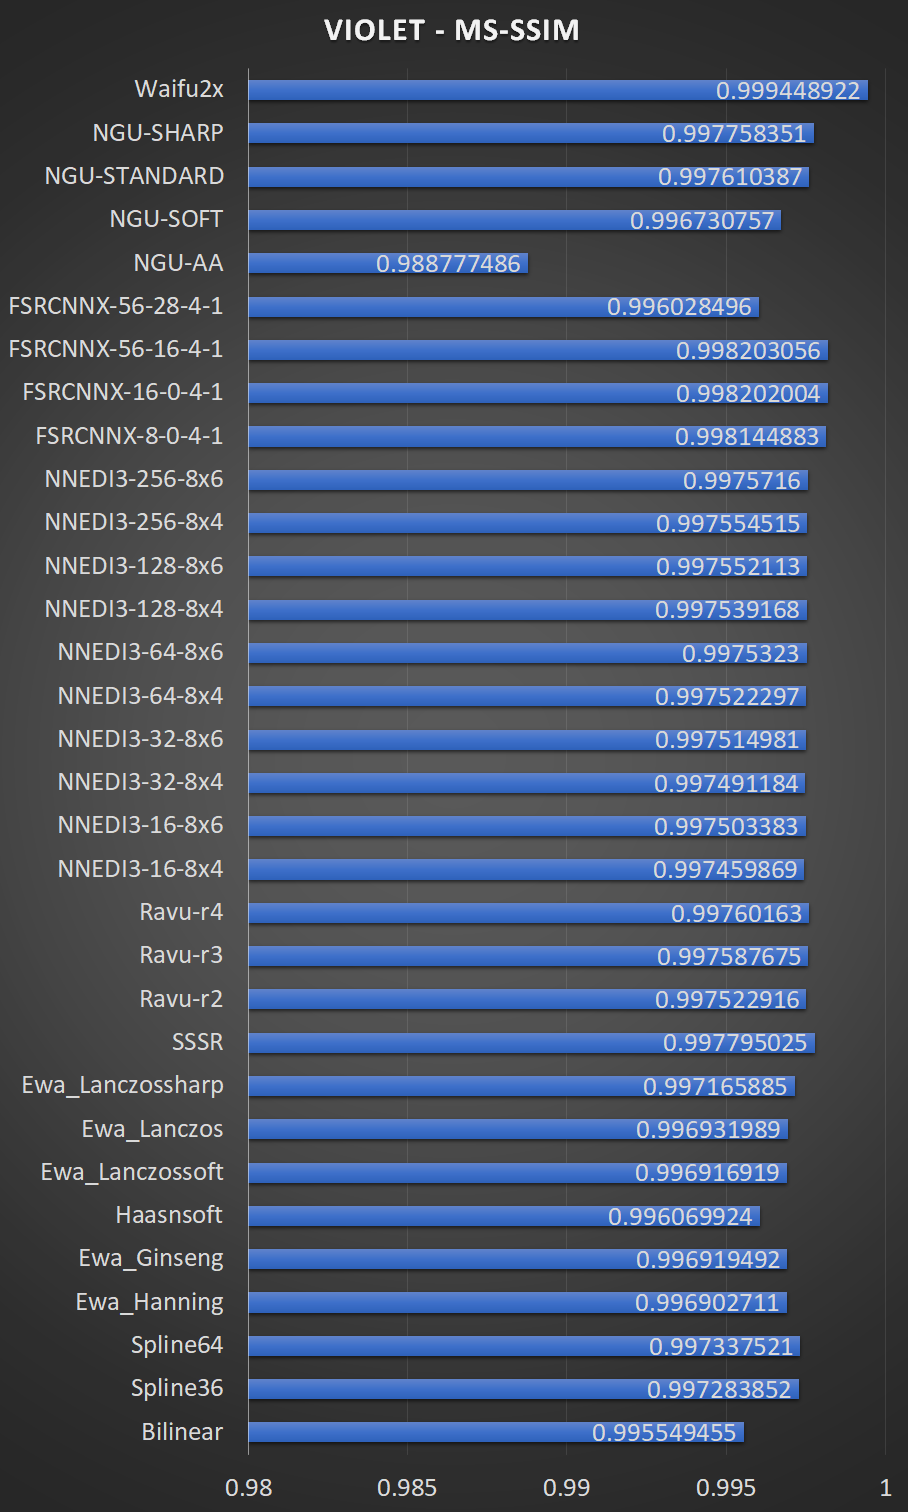 VIOLET - MS-SSIM
Waifu2x 0.999448922
NGU-SHARP 0.997758351
NGU-STANDARD 0.997610387
NGU-SOFT 0.996730757
NGU-AA 0.988777486
FSRCNNX-56-28-4-1 0.996028496
FSRCNNX-56-16-4-1 0.998203056
FSRCNNX-16-0-4-1 0.998202004
FSRCNNX-8-0-4-1 0.998144883
NNEDI3-256-8x6 0.9975716
NNEDI3-256-8x4 0.997554515
NNEDI3-128-8x6 0.997552113
NNEDI3-128-8x4 0.997539168
NNEDI3-64-8x6 0.9975323
NNEDI3-64-8x4 0.997522297
NNEDI3-32-8x6 0.997514981
NNEDI3-32-8x4 0.997491184
NNEDI3-16-8x6 0.997503383
NNEDI3-16-8x4 0.997459869
Ravu-r4 0.99760163
Ravu-r3 0.997587675
Ravu-r2 0.997522916
SSSR 0.997795025
Ewa_Lanczossharp 0.997165885
Ewa_Lanczos 0.996931989
Ewa_Lanczossoft 0.996916919
Haasnsoft 0.996069924
Ewa_Ginseng 0.996919492
Ewa_Hanning 0.996902711
Spline64 0.997337521
Spline36 0.997283852
Bilinear 0.995549455
0.98 0.985 0.99 0.995 1